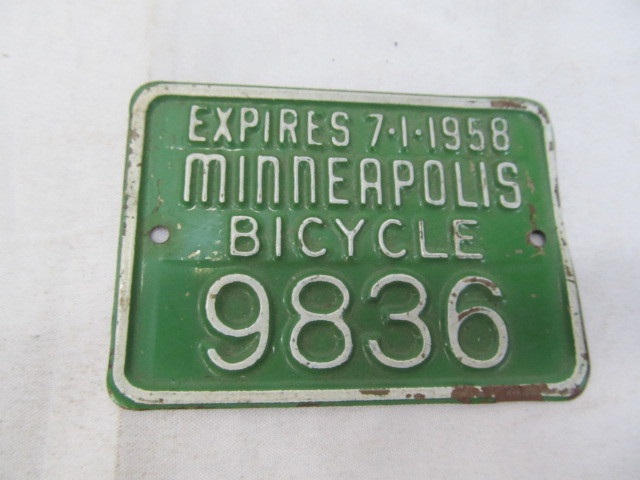 EXPIRES 7·1·1958
MINNEAPOLIS
BICYCLE
9836